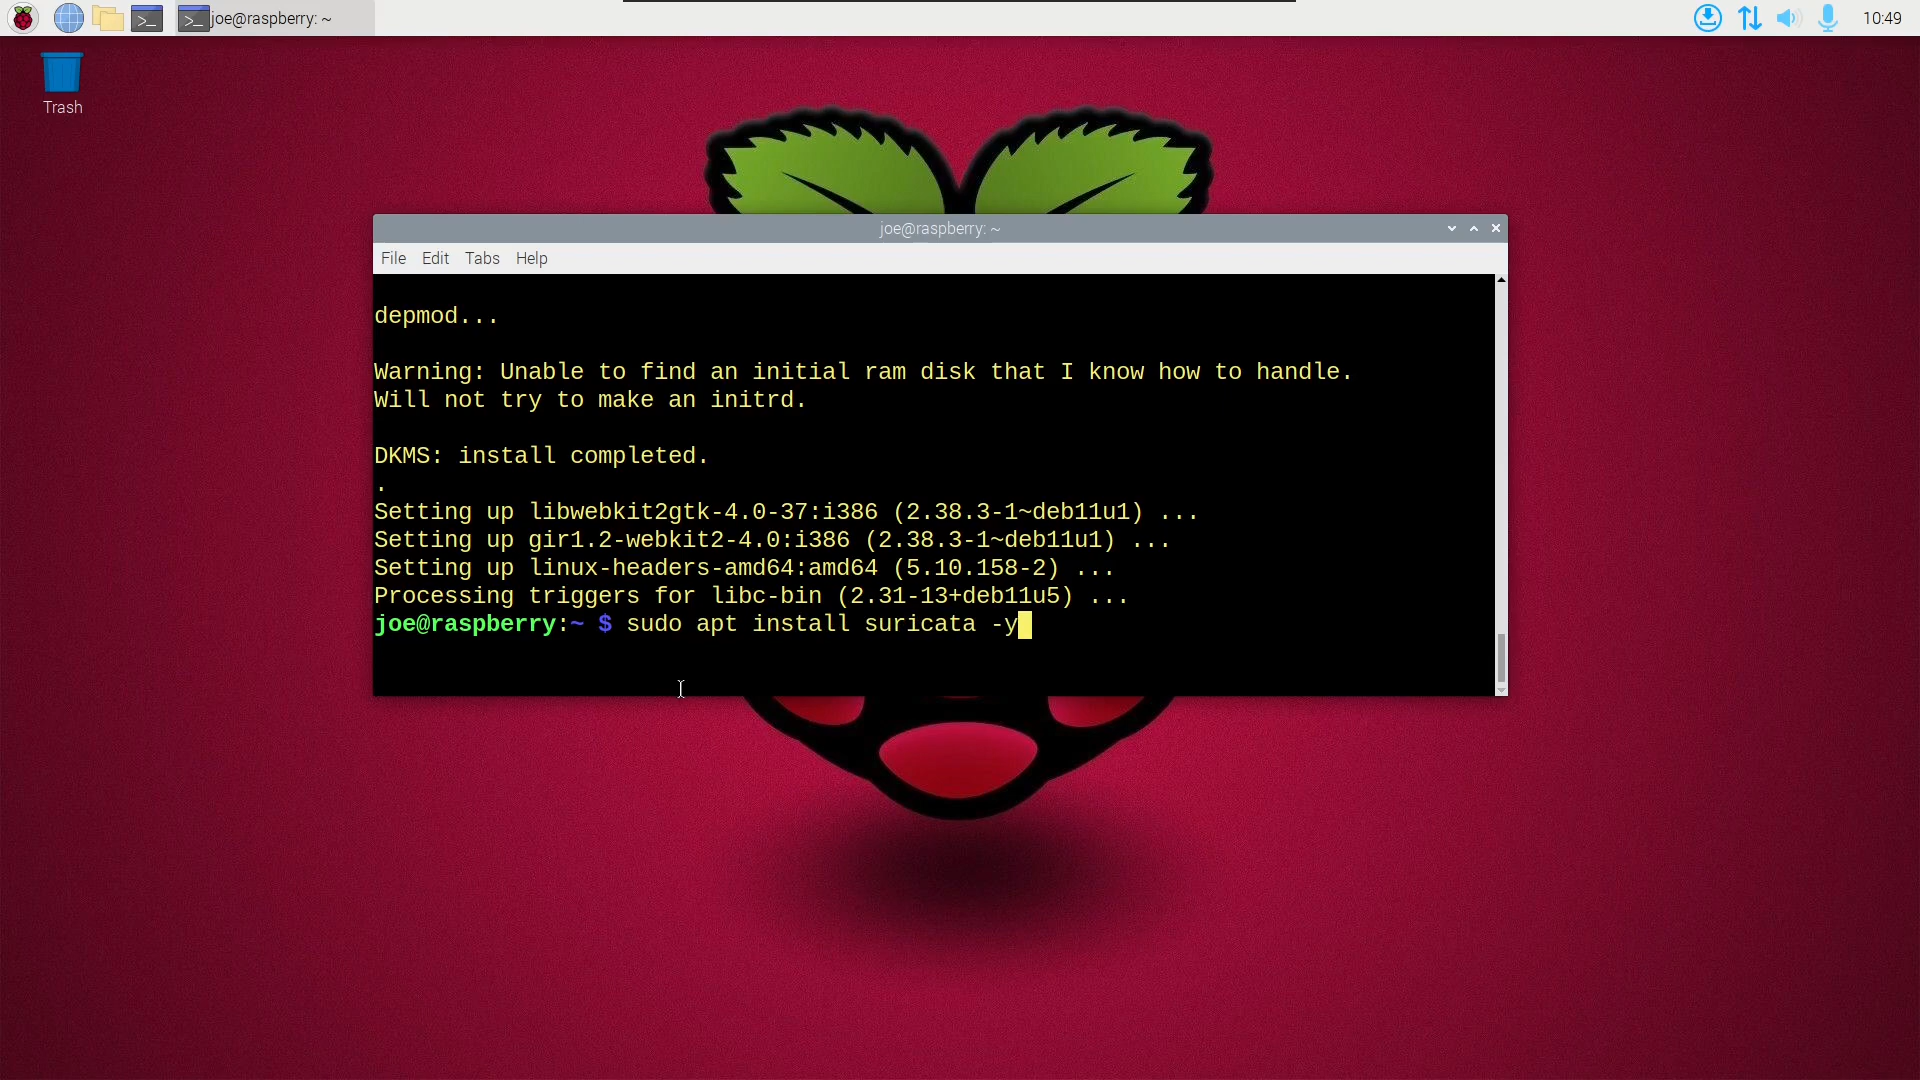 joe@raspberry: ~
10:49
Trash
joe@raspberry: ~
File Edit Tabs Help
depmod...
Warning: Unable to find an initial ram disk that I know how to handle.
Will not try to make an initrd.
DKMS: install completed.
.
Setting up libwebkit2gtk-4.0-37:i386 (2.38.3-1~deb11u1) ...
Setting up gir1.2-webkit2-4.0:i386 (2.38.3-1~deb11u1) ...
Setting up linux-headers-amd64:amd64 (5.10.158-2) ...
Processing triggers for libc-bin (2.31-13+deb11u5) ...
joe@raspberry:~ $ sudo apt install suricata -y